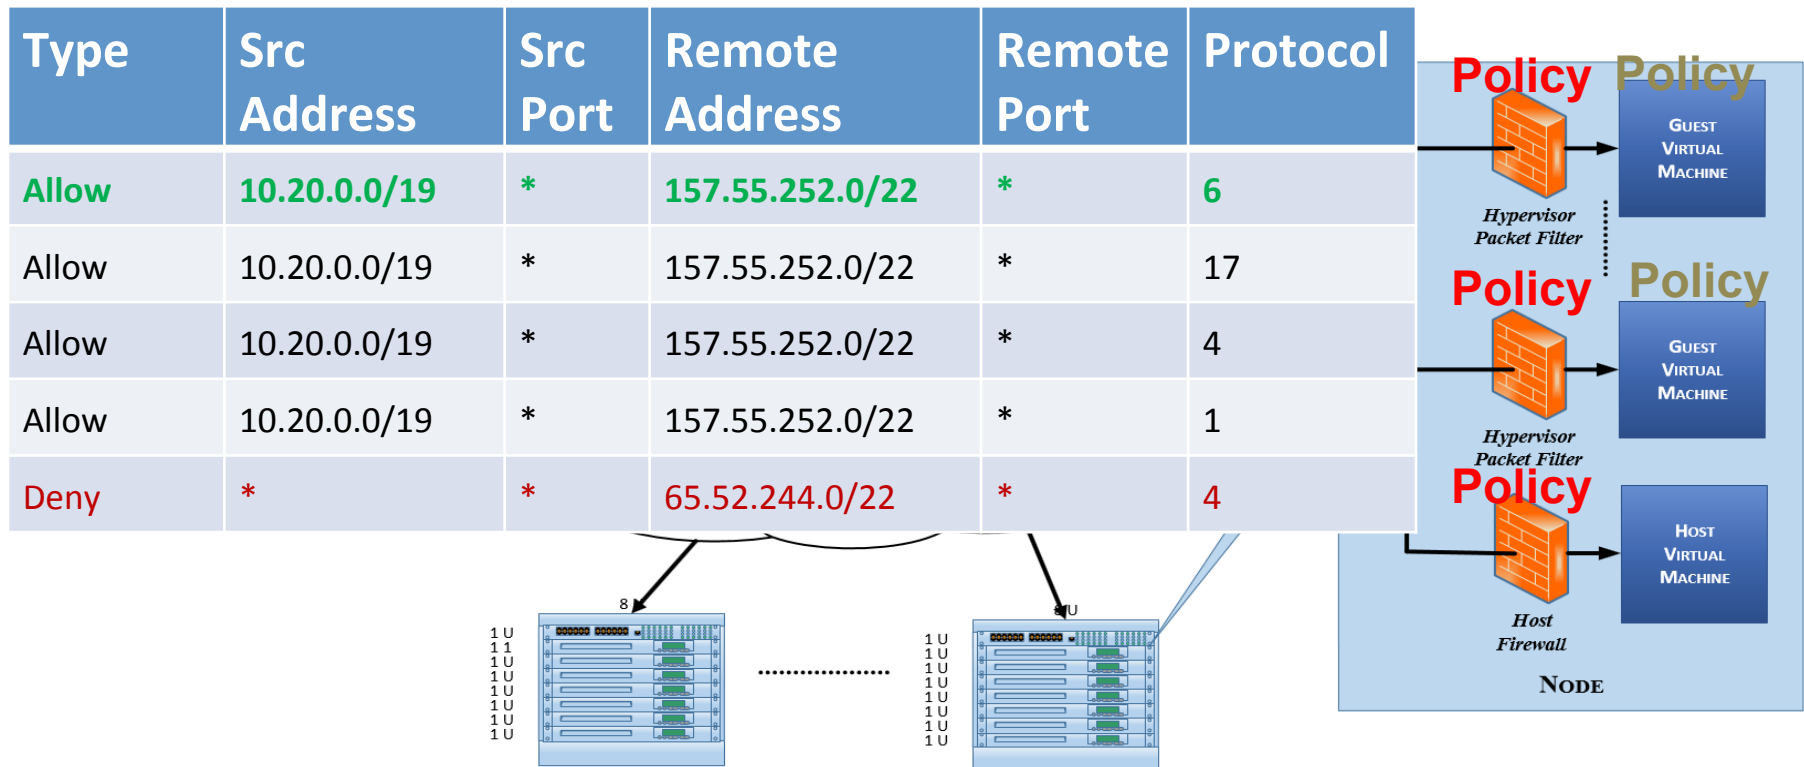 Type Src Address Src Port Remote Address Remote Port Protocol
Allow 10.20.0.0/19 * 157.55.252.0/22 * 6
Allow 10.20.0.0/19 * 157.55.252.0/22 * 17
Allow 10.20.0.0/19 * 157.55.252.0/22 * 4
Allow 10.20.0.0/19 * 157.55.252.0/22 * 1
Deny * * 65.52.244.0/22 * 4
Policy Policy
GUEST
VIRTUAL
MACHINE
Hypervisor
Packet Filter
Policy Policy
GUEST
VIRTUAL
MACHINE
Hypervisor
Packet Filter
Policy
HOST
VIRTUAL
MACHINE
Host
Firewall
NODE
8
1 U
1 1
1 U
1 U
1 U
1 U
1 U
1 U
U
1 U
1 U
1 U
1 U
1 U
1 U
1 U
1 U